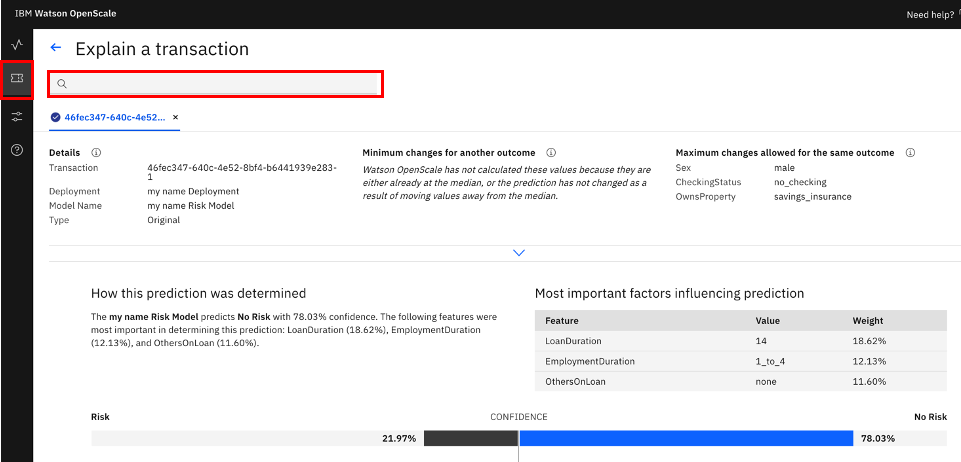 IBM Watson OpenScale
Need help?
Explain a transaction
46fec347-640c-4e52... ×
Details
Transaction 46fec347-640c-4e52-8bf4-b6441939e283-
1
Deployment my name Deployment
Model Name my name Risk Model
Type Original
Minimum changes for another outcome
Watson OpenScale has not calculated these values because they are
either already at the median, or the prediction has not changed as a
result of moving values away from the median.
Maximum changes allowed for the same outcome
Sex male
CheckingStatus no_checking
OwnsProperty savings_insurance
How this prediction was determined
The my name Risk Model predicts No Risk with 78.03% confidence. The following features were
most important in determining this prediction: LoanDuration (18.62%), EmploymentDuration
(12.13%), and OthersOnLoan (11.60%).
Most important factors influencing prediction
Feature Value Weight
LoanDuration 14 18.62%
EmploymentDuration 1_to_4 12.13%
OthersOnLoan none 11.60%
Risk CONFIDENCE No Risk
21.97% 78.03%